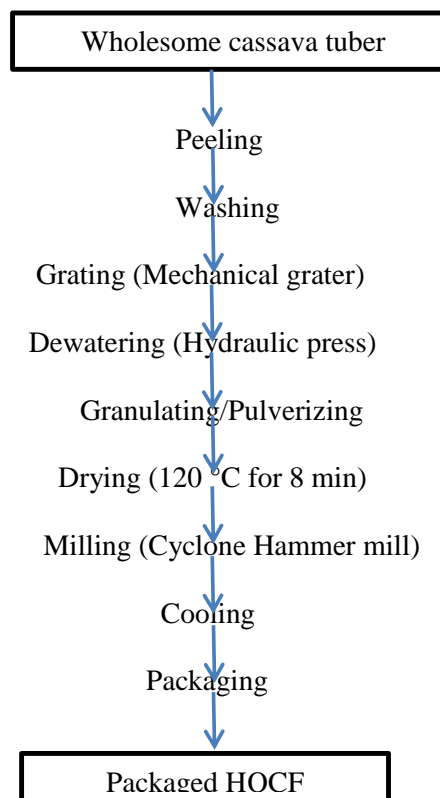 Wholesome cassava tuber
Peeling
Washing
Grating (Mechanical grater)
Dewatering (Hydraulic press)
Granulating/Pulverizing
Drying (120 °C for 8 min)
Milling (Cyclone Hammer mill)
Cooling
Packaging
Packaged HOCF